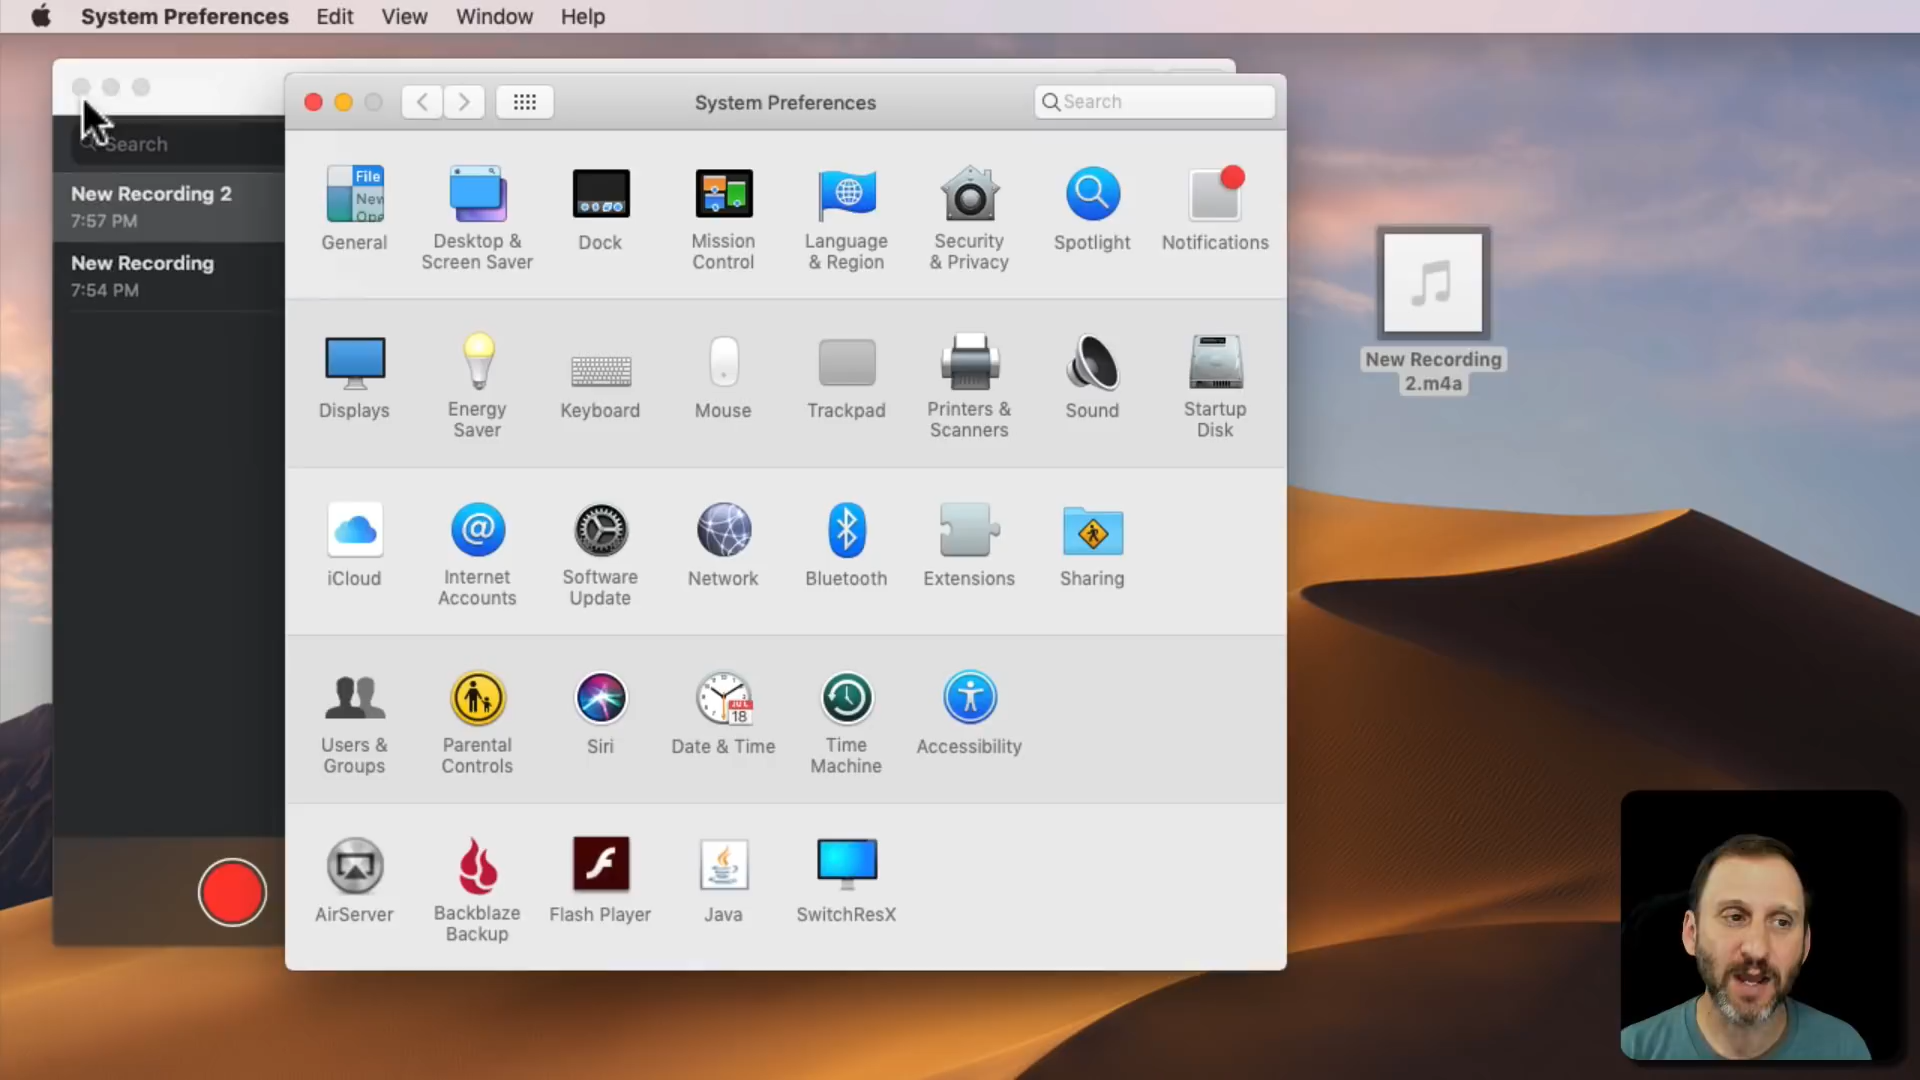 System Preferences Edit View Window Help
System Preferences
Search
Search
New Recording 2
7:57 PM
New Recording
7:54 PM
File
New
Ope
General
Desktop &
Screen Saver
Dock
Mission
Control
Language
& Region
Security
& Privacy
Spotlight
Notifications
Displays
Energy
Saver
Keyboard
Mouse
Trackpad
Printers &
Scanners
Sound
Startup
Disk
iCloud
Internet
Accounts
Software
Update
Network
Bluetooth
Extensions
Sharing
Users &
Groups
Parental
Controls
Siri
JUL
18
Date & Time
Time
Machine
Accessibility
AirServer
Backblaze
Backup
Flash Player
Java
SwitchResX
New Recording
2.m4a